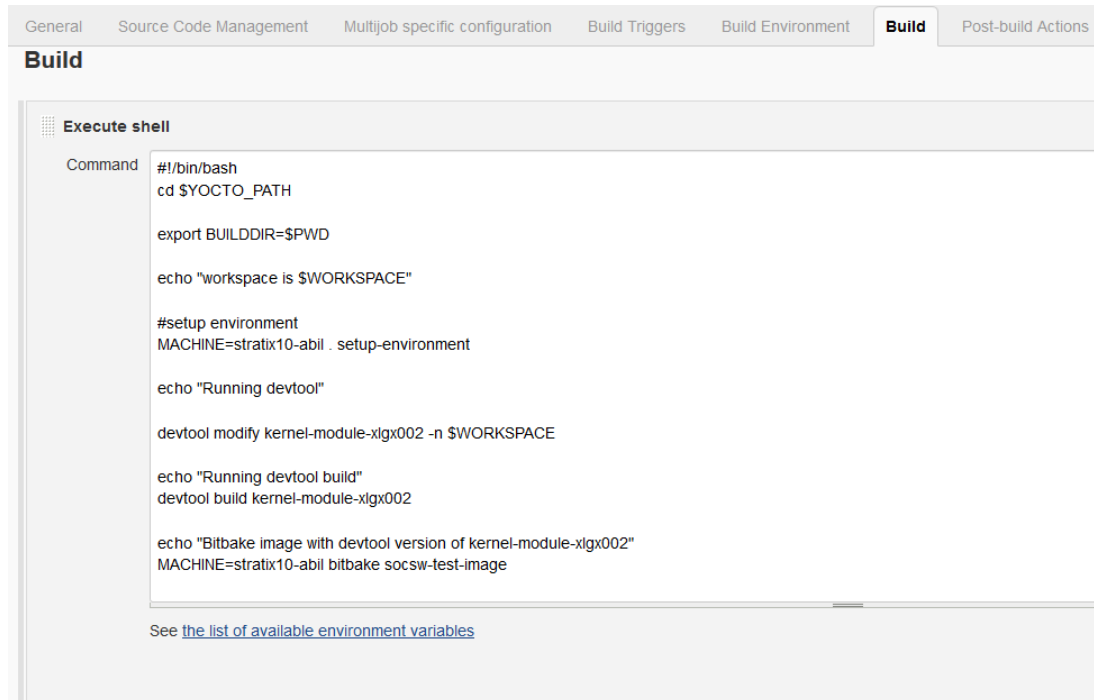 General Source Code Management Multijob specific configuration Build Triggers Build Environment Build Post-build Actions
Build
Execute shell
Command
#!/bin/bash
cd $YOCTO_PATH
export BUILDDIR=$PWD
echo "workspace is $WORKSPACE"
#setup environment
MACHINE=stratix10-abil . setup-environment
echo "Running devtool"
devtool modify kernel-module-xlgx002 -n $WORKSPACE
echo "Running devtool build"
devtool build kernel-module-xlgx002
echo "Bitbake image with devtool version of kernel-module-xlgx002"
MACHINE=stratix10-abil bitbake socsw-test-image
See the list of available environment variables